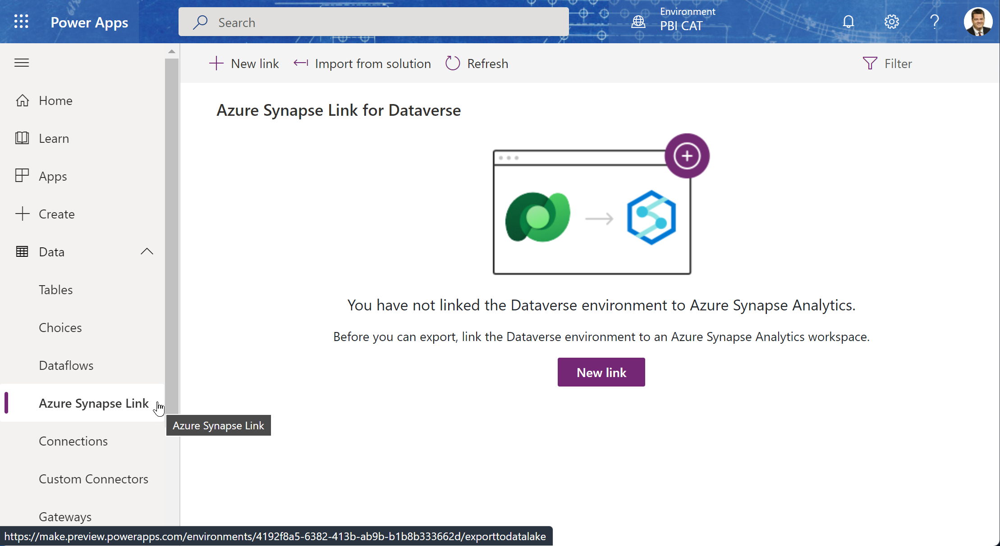 Power Apps
Search
Environment
PBI CAT
New link
Import from solution
Refresh
Filter
Home
Learn
Apps
Create
Data
Tables
Choices
Dataflows
Azure Synapse Link
Connections
Custom Connectors
Gateways
Azure Synapse Link for Dataverse
You have not linked the Dataverse environment to Azure Synapse Analytics.
Before you can export, link the Dataverse environment to an Azure Synapse Analytics workspace.
New link
Azure Synapse Link
https://make.preview.powerapps.com/environments/4192f8a5-6382-413b-ab9b-b1b8b333662d/exporttodatalake